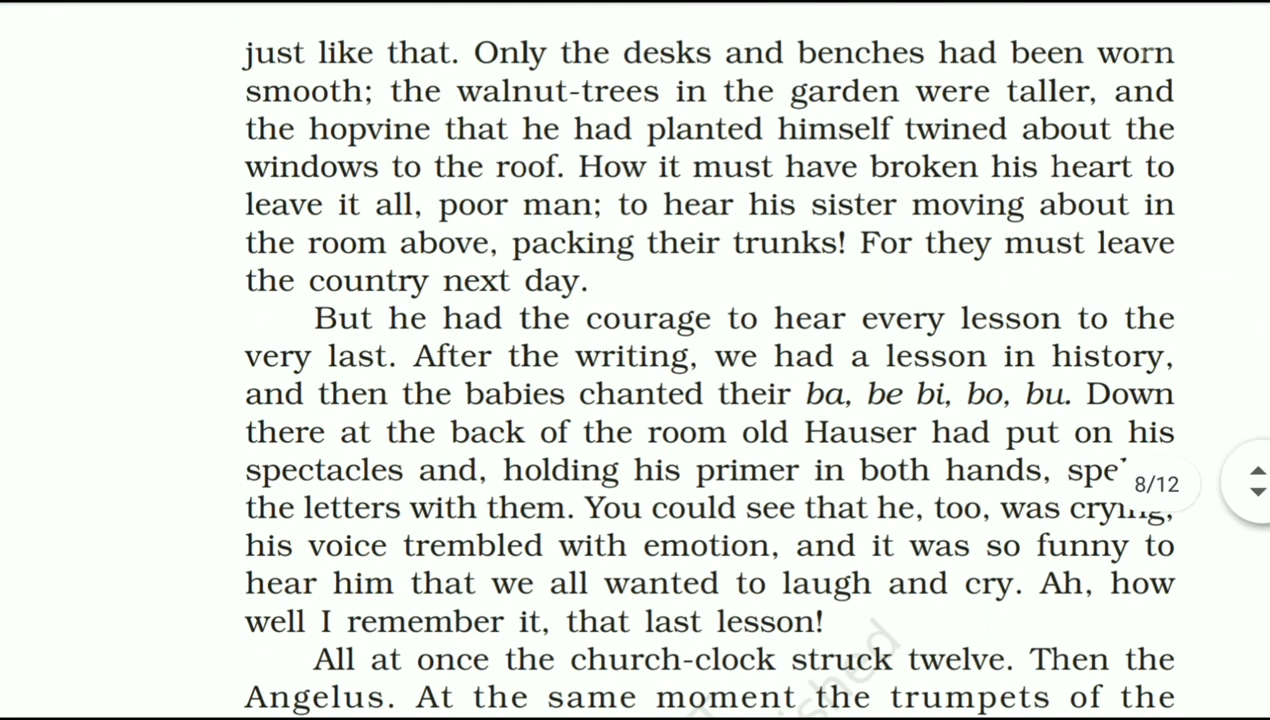 just like that. Only the desks and benches had been worn
smooth; the walnut-trees in the garden were taller, and
the hopvine that he had planted himself twined about the
windows to the roof. How it must have broken his heart to
leave it all, poor man; to hear his sister moving about in
the room above, packing their trunks! For they must leave
the country next day.
But he had the courage to hear every lesson to the
very last. After the writing, we had a lesson in history,
and then the babies chanted their ba, be bi, bo, bu. Down
there at the back of the room old Hauser had put on his
spectacles and, holding his primer in both hands,
8/12
the letters with them. You could see that he, too, was crying,
his voice trembled with emotion, and it was so funny to
hear him that we all wanted to laugh and cry. Ah, how
well I remember it, that last lesson!
All at once the church-clock struck twelve. Then the
Angelus. At the same moment the trumpets of the